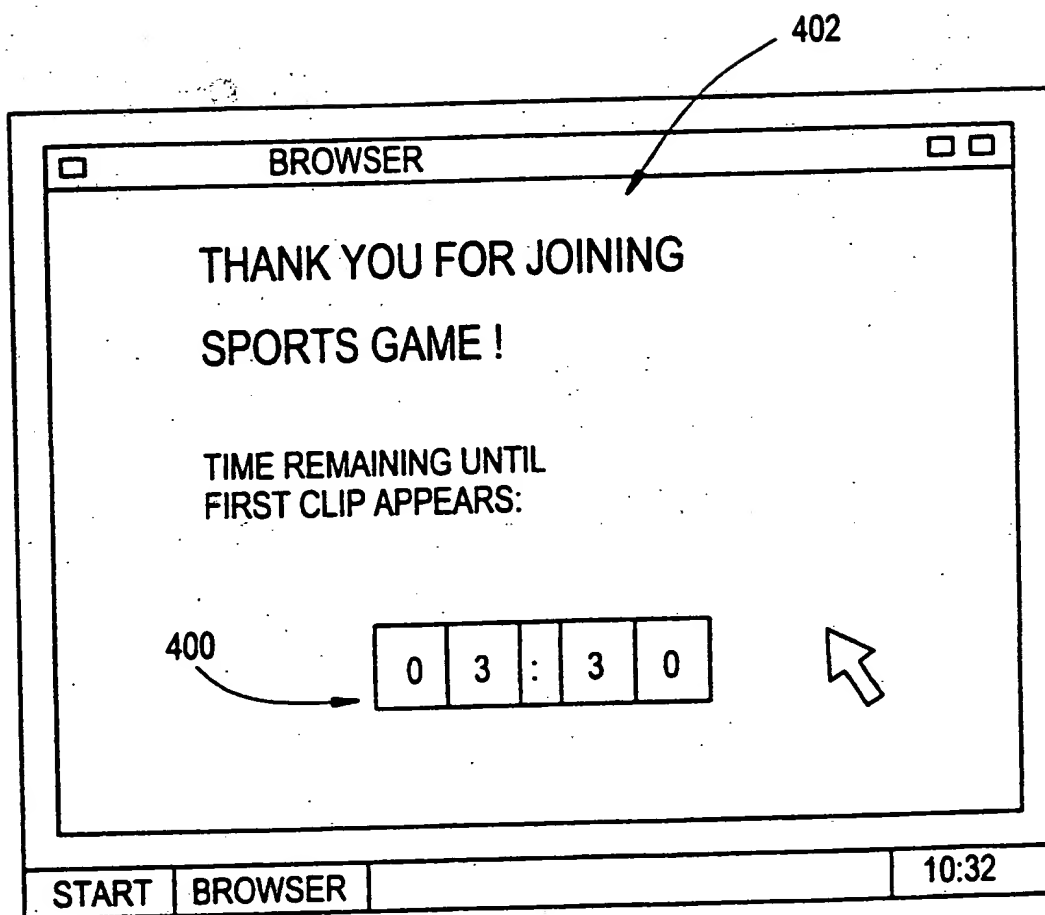 402
BROWSER
THANK YOU FOR JOINING
SPORTS GAME !
TIME REMAINING UNTIL
FIRST CLIP APPEARS:
400
0 3 : 3 0
START BROWSER 10:32